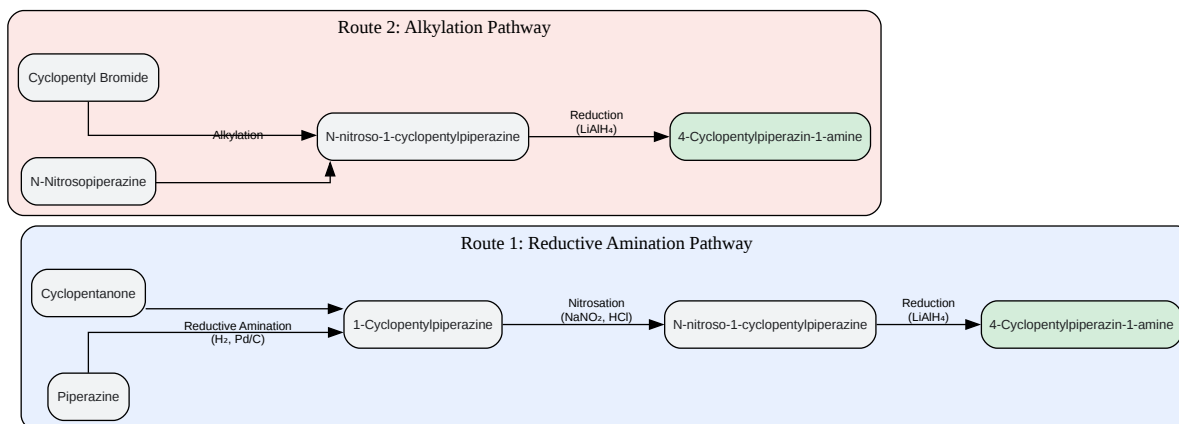 Route 2: Alkylation Pathway
Cyclopentyl Bromide
Alkylation
N-Nitrosopiperazine
N-nitroso-1-cyclopentylpiperazine
Reduction
(LiAlH₄)
4-Cyclopentylpiperazin-1-amine
Route 1: Reductive Amination Pathway
Cyclopentanone
Reductive Amination
(H₂, Pd/C)
Piperazine
1-Cyclopentylpiperazine
Nitrosation
(NaNO₂, HCl)
N-nitroso-1-cyclopentylpiperazine
Reduction
(LiAlH₄)
4-Cyclopentylpiperazin-1-amine